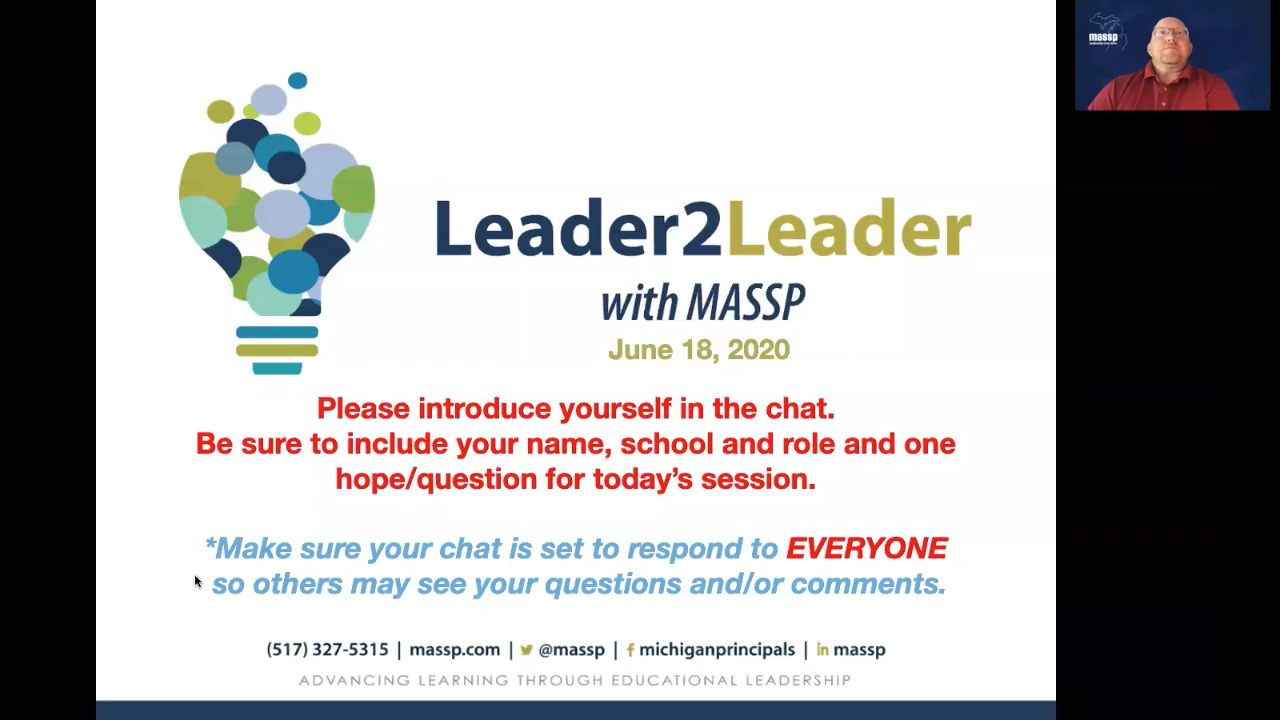 massp
Leader2Leader
with MASSP
June 18, 2020
Please introduce yourself in the chat.
Be sure to include your name, school and role and one
hope/question for today's session.
*Make sure your chat is set to respond to EVERYONE
so others may see your questions and/or comments.
(517) 327-5315 | massp.com | @massp | michiganprincipals | in massp
ADVANCING LEARNING THROUGH EDUCATIONAL LEADERSHIP